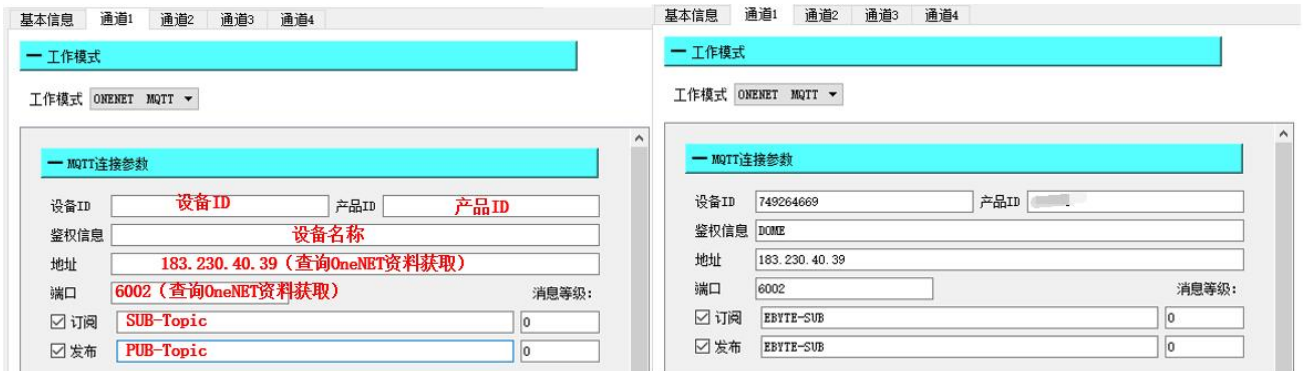 基本信息 通道1 通道2 通道3 通道4
工作模式
工作模式 ONENET MQTT
MQTT连接参数
设备ID 设备ID 产品ID 产品ID
鉴权信息 设备名称
地址 183.230.40.39（查询OneNET资料获取）
端口 6002（查询OneNET资料获取） 消息等级：
订阅 SUB-Topic 0
发布 PUB-Topic 0
基本信息 通道1 通道2 通道3 通道4
工作模式
工作模式 ONENET MQTT
MQTT连接参数
设备ID 749264669 产品ID
鉴权信息 DOME
地址 183.230.40.39
端口 6002 消息等级：
订阅 EBYTE-SUB 0
发布 EBYTE-SUB 0